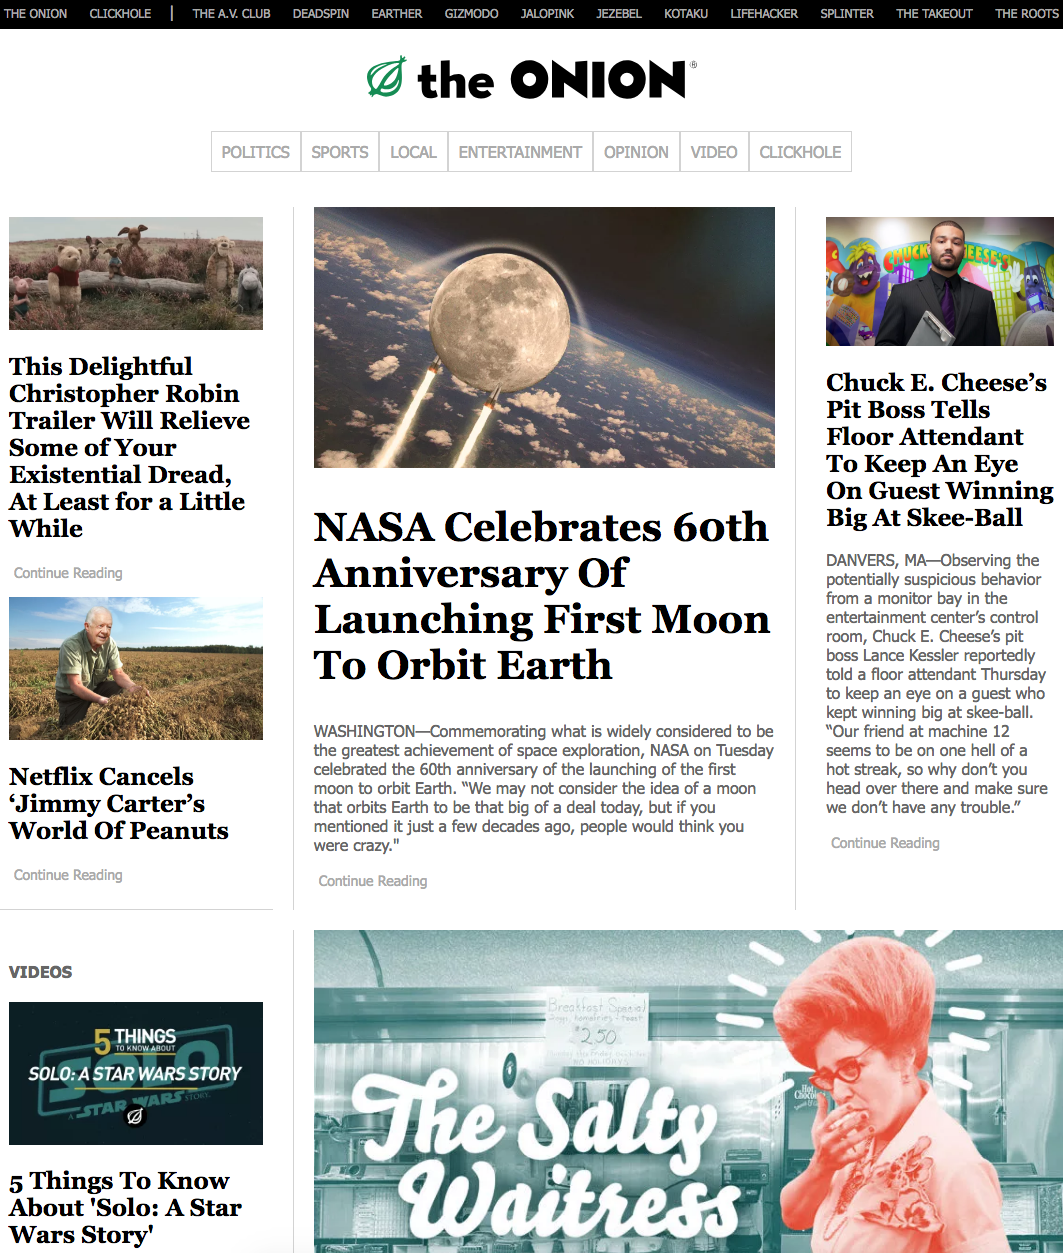 THE ONION CLICKHOLE | THE A.V. CLUB DEADSPIN EARTHER GIZMODO JALOPINK JEZEBEL KOTAKU LIFEHACKER SPLINTER THE TAKEOUT THE ROOTS
the ONION®
POLITICS SPORTS LOCAL ENTERTAINMENT OPINION VIDEO CLICKHOLE
This Delightful
Christopher Robin
Trailer Will Relieve
Some of Your
Existential Dread,
At Least for a Little
While
Continue Reading
Netflix Cancels
‘Jimmy Carter’s
World Of Peanuts
Continue Reading
NASA Celebrates 60th
Anniversary Of
Launching First Moon
To Orbit Earth
WASHINGTON—Commemorating what is widely considered to be
the greatest achievement of space exploration, NASA on Tuesday
celebrated the 60th anniversary of the launching of the first
moon to orbit Earth. “We may not consider the idea of a moon
that orbits Earth to be that big of a deal today, but if you
mentioned it just a few decades ago, people would think you
were crazy."
Continue Reading
CHUCK E. CHEESE'S
Chuck E. Cheese’s
Pit Boss Tells
Floor Attendant
To Keep An Eye
On Guest Winning
Big At Skee-Ball
DANVERS, MA—Observing the
potentially suspicious behavior
from a monitor bay in the
entertainment center’s control
room, Chuck E. Cheese’s pit
boss Lance Kessler reportedly
told a floor attendant Thursday
to keep an eye on a guest who
kept winning big at skee-ball.
“Our friend at machine 12
seems to be on one hell of a
hot streak, so why don’t you
head over there and make sure
we don’t have any trouble.”
Continue Reading
VIDEOS
5 THINGS
TO KNOW ABOUT
SOLO: A STAR WARS STORY
SOLO
A STAR WARS STORY
5 Things To Know
About 'Solo: A Star
Wars Story'
Breakfast Special
$2.50
NO HOLIDAYS
Hot
Chocolate
The Salty
Waitress